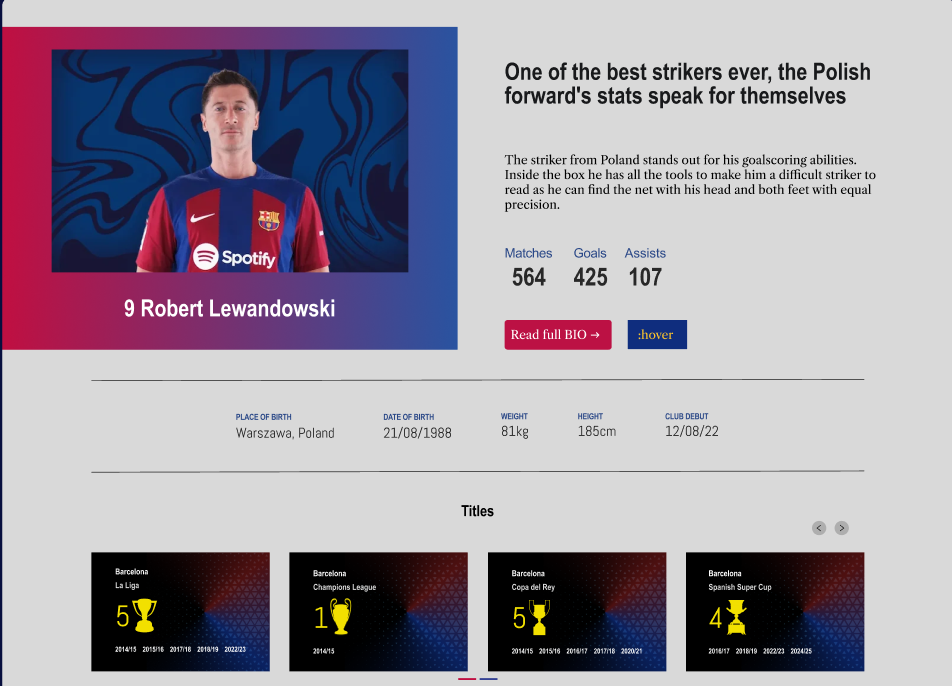 One of the best strikers ever, the Polish
forward's stats speak for themselves
The striker from Poland stands out for his goalscoring abilities.
Inside the box he has all the tools to make him a difficult striker to
read as he can find the net with his head and both feet with equal
precision.
Spotify
9 Robert Lewandowski
Matches Goals Assists
564 425 107
Read full BIO → :hover
PLACE OF BIRTH DATE OF BIRTH WEIGHT HEIGHT CLUB DEBUT
Warszawa, Poland 21/08/1988 81kg 185cm 12/08/22
Titles
< >
Barcelona
La Liga
5
2014/15 2015/16 2017/18 2018/19 2022/23
Barcelona
Champions League
1
2014/15
Barcelona
Copa del Rey
5
2014/15 2015/16 2016/17 2017/18 2020/21
Barcelona
Spanish Super Cup
4
2016/17 2018/19 2022/23 2024/25